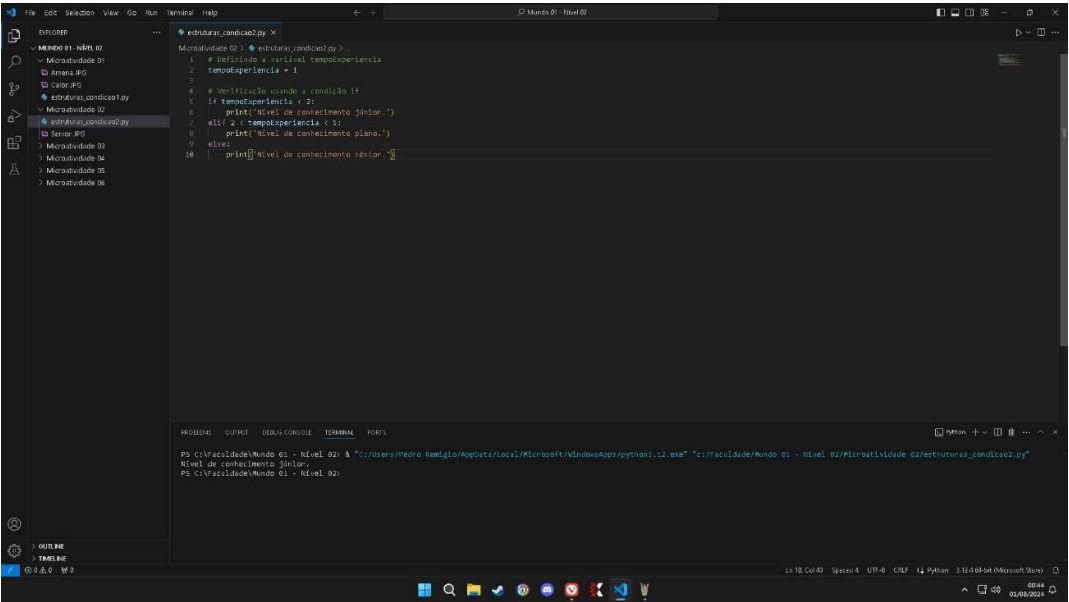 File Edit Selection View Go Run Terminal Help
Mundo 01 - Nível 02
EXPLORER
MUNDO 01 - NÍVEL 02
Microatividade 01
Amena.JPG
Calor.JPG
estruturas_condicao1.py
Microatividade 02
estruturas_condicao2.py
Senior.JPG
Microatividade 03
Microatividade 04
Microatividade 05
Microatividade 06
OUTLINE
TIMELINE
estruturas_condicao2.py
Microatividade 02 > estruturas_condicao2.py > ...
1 # Definindo a variável tempoExperiencia
2 tempoExperiencia = 1
3
4 # Verificação usando a condição if
5 if tempoExperiencia < 2:
6 print("Nível de conhecimento júnior.")
7 elif 2 < tempoExperiencia < 5:
8 print("Nível de conhecimento pleno.")
9 else:
10 print("Nível de conhecimento sênior.")
PROBLEMS OUTPUT DEBUG CONSOLE TERMINAL PORTS
Python
PS C:\Faculdade\Mundo 01 - Nível 02> & "C:/Users/Pedro Remigio/AppData/Local/Microsoft/WindowsApps/python3.12.exe" "c:/Faculdade/Mundo 01 - Nível 02/Microatividade 02/estruturas_condicao2.py"
Nível de conhecimento júnior.
PS C:\Faculdade\Mundo 01 - Nível 02>
0 0 0
Ln 10, Col 43 Spaces: 4 UTF-8 CRLF Python 3.12.4 64-bit (Microsoft Store)
00:44
01/08/2024